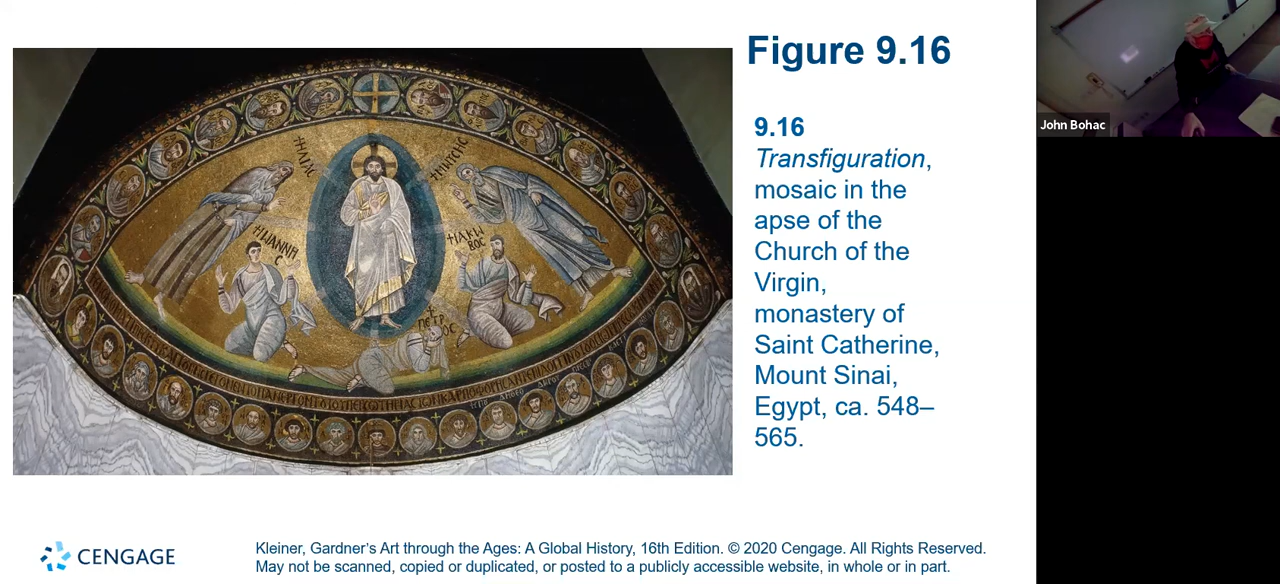 Figure 9.16
9.16
Transfiguration,
mosaic in the
apse of the
Church of the
Virgin,
monastery of
Saint Catherine,
Mount Sinai,
Egypt, ca. 548–
565.
John Bohac
CENGAGE
Kleiner, Gardner’s Art through the Ages: A Global History, 16th Edition. © 2020 Cengage. All Rights Reserved.
May not be scanned, copied or duplicated, or posted to a publicly accessible website, in whole or in part.